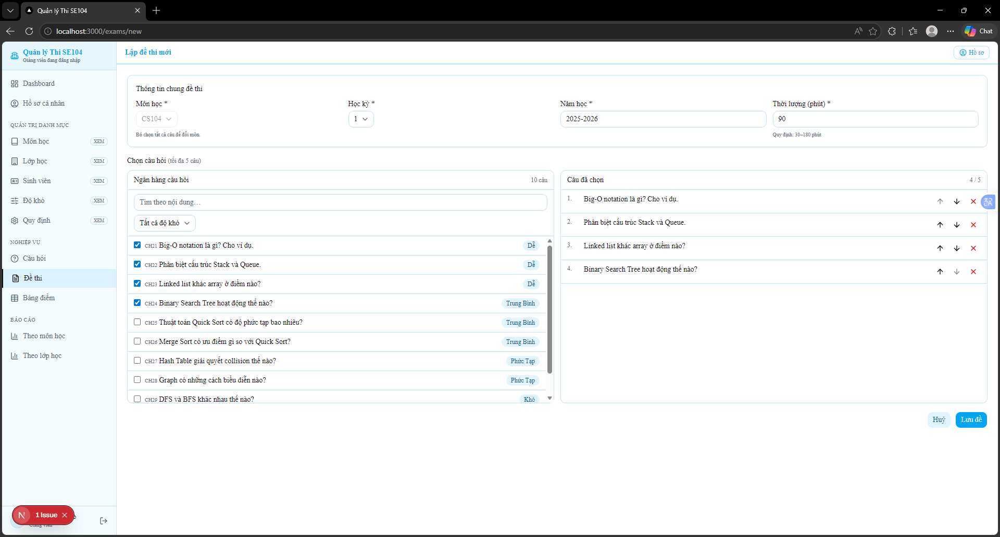 Quản lý Thi SE104
localhost:3000/exams/new
Chat
Quản lý Thi SE104
Giảng viên đang đăng nhập
Lập đề thi mới
Hồ sơ
Dashboard
Hồ sơ cá nhân
QUẢN TRỊ DANH MỤC
Môn học XEM
Lớp học XEM
Sinh viên XEM
Độ khó XEM
Quy định XEM
NGHIỆP VỤ
Câu hỏi
Đề thi
Bảng điểm
BÁO CÁO
Theo môn học
Theo lớp học
N 1 Issue
Giảng viên
Thông tin chung đề thi
Môn học * Học kỳ * Năm học * Thời lượng (phút) *
CS104 1 2025-2026 90
Bỏ chọn tất cả câu để đổi môn. Quy định: 30–180 phút
Chọn câu hỏi (tối đa 5 câu)
Ngân hàng câu hỏi 10 câu
Tìm theo nội dung…
Tất cả độ khó
CH21 Big-O notation là gì? Cho ví dụ. Dễ
CH22 Phân biệt cấu trúc Stack và Queue. Dễ
CH23 Linked list khác array ở điểm nào? Dễ
CH24 Binary Search Tree hoạt động thế nào? Trung Bình
CH25 Thuật toán Quick Sort có độ phức tạp bao nhiêu? Trung Bình
CH26 Merge Sort có ưu điểm gì so với Quick Sort? Trung Bình
CH27 Hash Table giải quyết collision thế nào? Phức Tạp
CH28 Graph có những cách biểu diễn nào? Phức Tạp
CH29 DFS và BFS khác nhau thế nào? Khó
Câu đã chọn 4 / 5
1. Big-O notation là gì? Cho ví dụ.
2. Phân biệt cấu trúc Stack và Queue.
3. Linked list khác array ở điểm nào?
4. Binary Search Tree hoạt động thế nào?
Huỷ Lưu đề